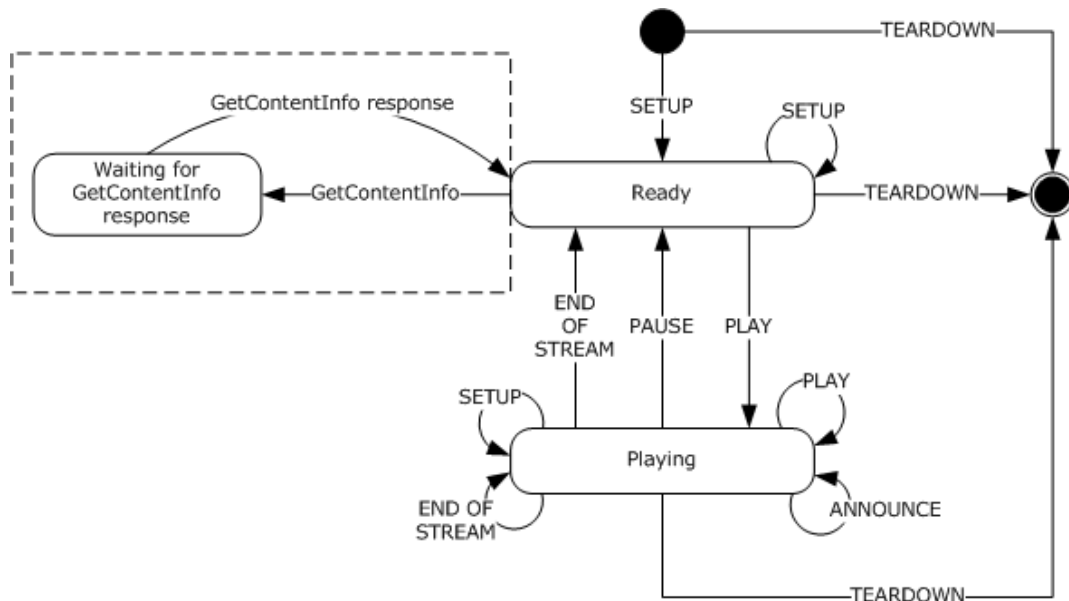 TEARDOWN
GetContentInfo response
SETUP
SETUP
Waiting for
GetContentInfo
response
GetContentInfo
Ready
TEARDOWN
END
OF
STREAM
PAUSE
PLAY
SETUP
PLAY
Playing
END OF
STREAM
ANNOUNCE
TEARDOWN